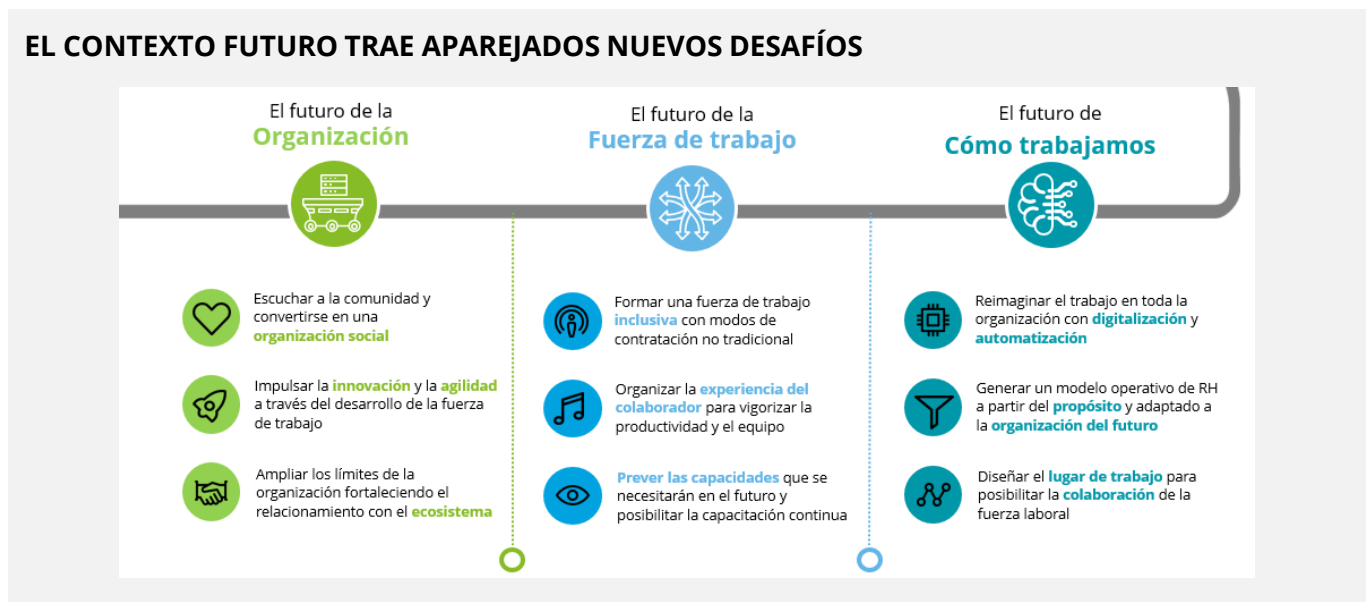 EL CONTEXTO FUTURO TRAE APAREJADOS NUEVOS DESAFÍOS
El futuro de la
Organización
Escuchar a la comunidad y
convertirse en una
organización social
Impulsar la innovación y la agilidad
a través del desarrollo de la fuerza
de trabajo
Ampliar los límites de la
organización fortaleciendo el
relacionamiento con el ecosistema
El futuro de la
Fuerza de trabajo
Formar una fuerza de trabajo
inclusiva con modos de
contratación no tradicional
Organizar la experiencia del
colaborador para vigorizar la
productividad y el equipo
Prever las capacidades que se
necesitarán en el futuro y
posibilitar la capacitación continua
El futuro de
Cómo trabajamos
Reimaginar el trabajo en toda la
organización con digitalización y
automatización
Generar un modelo operativo de RH
a partir del propósito y adaptado a
la organización del futuro
Diseñar el lugar de trabajo para
posibilitar la colaboración de la
fuerza laboral